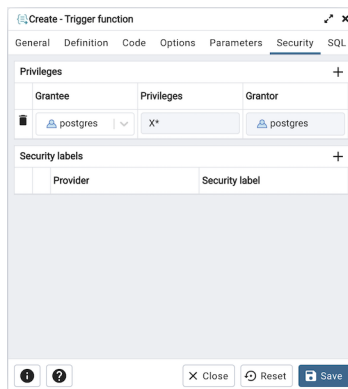 Create - Trigger function
General Definition Code Options Parameters Security SQL
Privileges
Grantee Privileges Grantor
postgres X* postgres
Security labels
Provider Security label
Close Reset Save